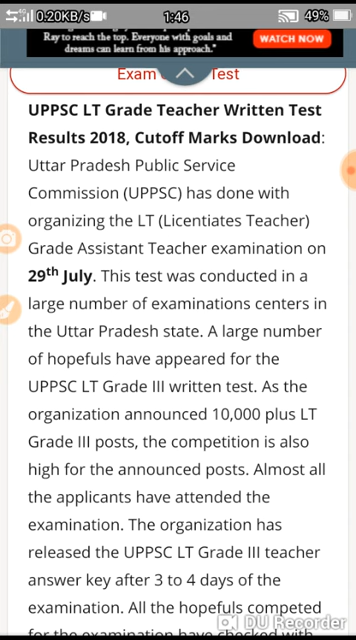 0.20KB/s
1:46
49%
Ray to reach the top. Everyone with goals and
dreams can learn from his approach."
WATCH NOW
Exam
Test
UPPSC LT Grade Teacher Written Test
Results 2018, Cutoff Marks Download:
Uttar Pradesh Public Service
Commission (UPPSC) has done with
organizing the LT (Licentiates Teacher)
Grade Assistant Teacher examination on
29th July. This test was conducted in a
large number of examinations centers in
the Uttar Pradesh state. A large number
of hopefuls have appeared for the
UPPSC LT Grade III written test. As the
organization announced 10,000 plus LT
Grade III posts, the competition is also
high for the announced posts. Almost all
the applicants have attended the
examination. The organization has
released the UPPSC LT Grade III teacher
answer key after 3 to 4 days of the
examination. All the hopefuls competed
for the examination have checked with
DU Recorder